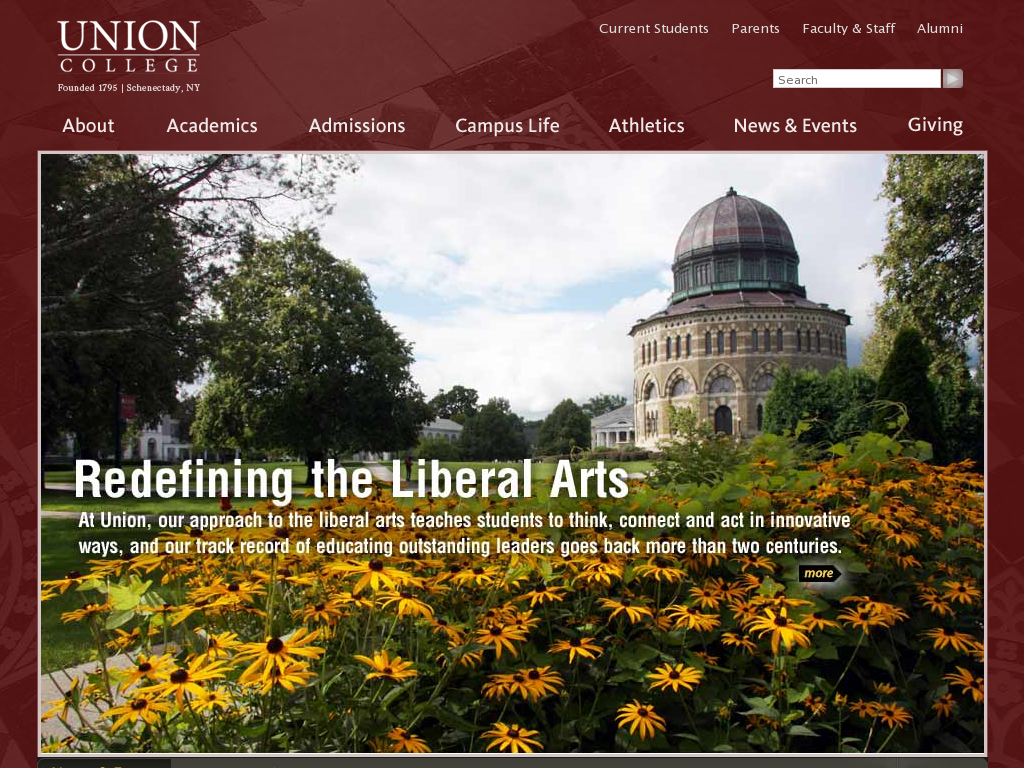 UNION
COLLEGE
Founded 1795 | Schenectady, NY
Current Students Parents Faculty & Staff Alumni
Search
About Academics Admissions Campus Life Athletics News & Events Giving
Redefining the Liberal Arts
At Union, our approach to the liberal arts teaches students to think, connect and act in innovative
ways, and our track record of educating outstanding leaders goes back more than two centuries.
more